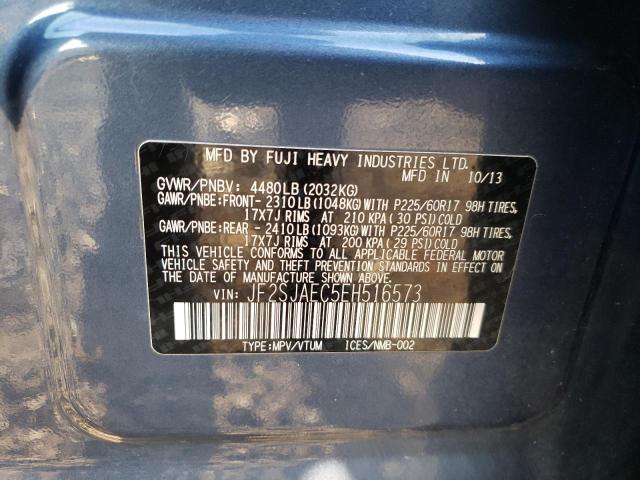 MFD BY FUJI HEAVY INDUSTRIES LTD.
MFD IN 10/13
GVWR/PNBV: 4480LB (2032KG)
GAWR/PNBE: FRONT- 2310LB (1048KG) WITH P225/60R17 98H TIRES,
17X7J RIMS AT 210 KPA (30 PSI) COLD
GAWR/PNBE: REAR - 2410LB (1093KG) WITH P225/60R17 98H TIRES,
17X7J RIMS AT 200 KPA (29 PSI) COLD
THIS VEHICLE CONFORMS TO ALL APPLICABLE FEDERAL MOTOR
VEHICLE SAFETY AND THEFT PREVENTION STANDARDS IN EFFECT ON
THE DATE OF MANUFACTURE SHOWN ABOVE.
VIN: JF2SJAEC5EH516573
TYPE:MPV/VTUM ICES/NMB-002